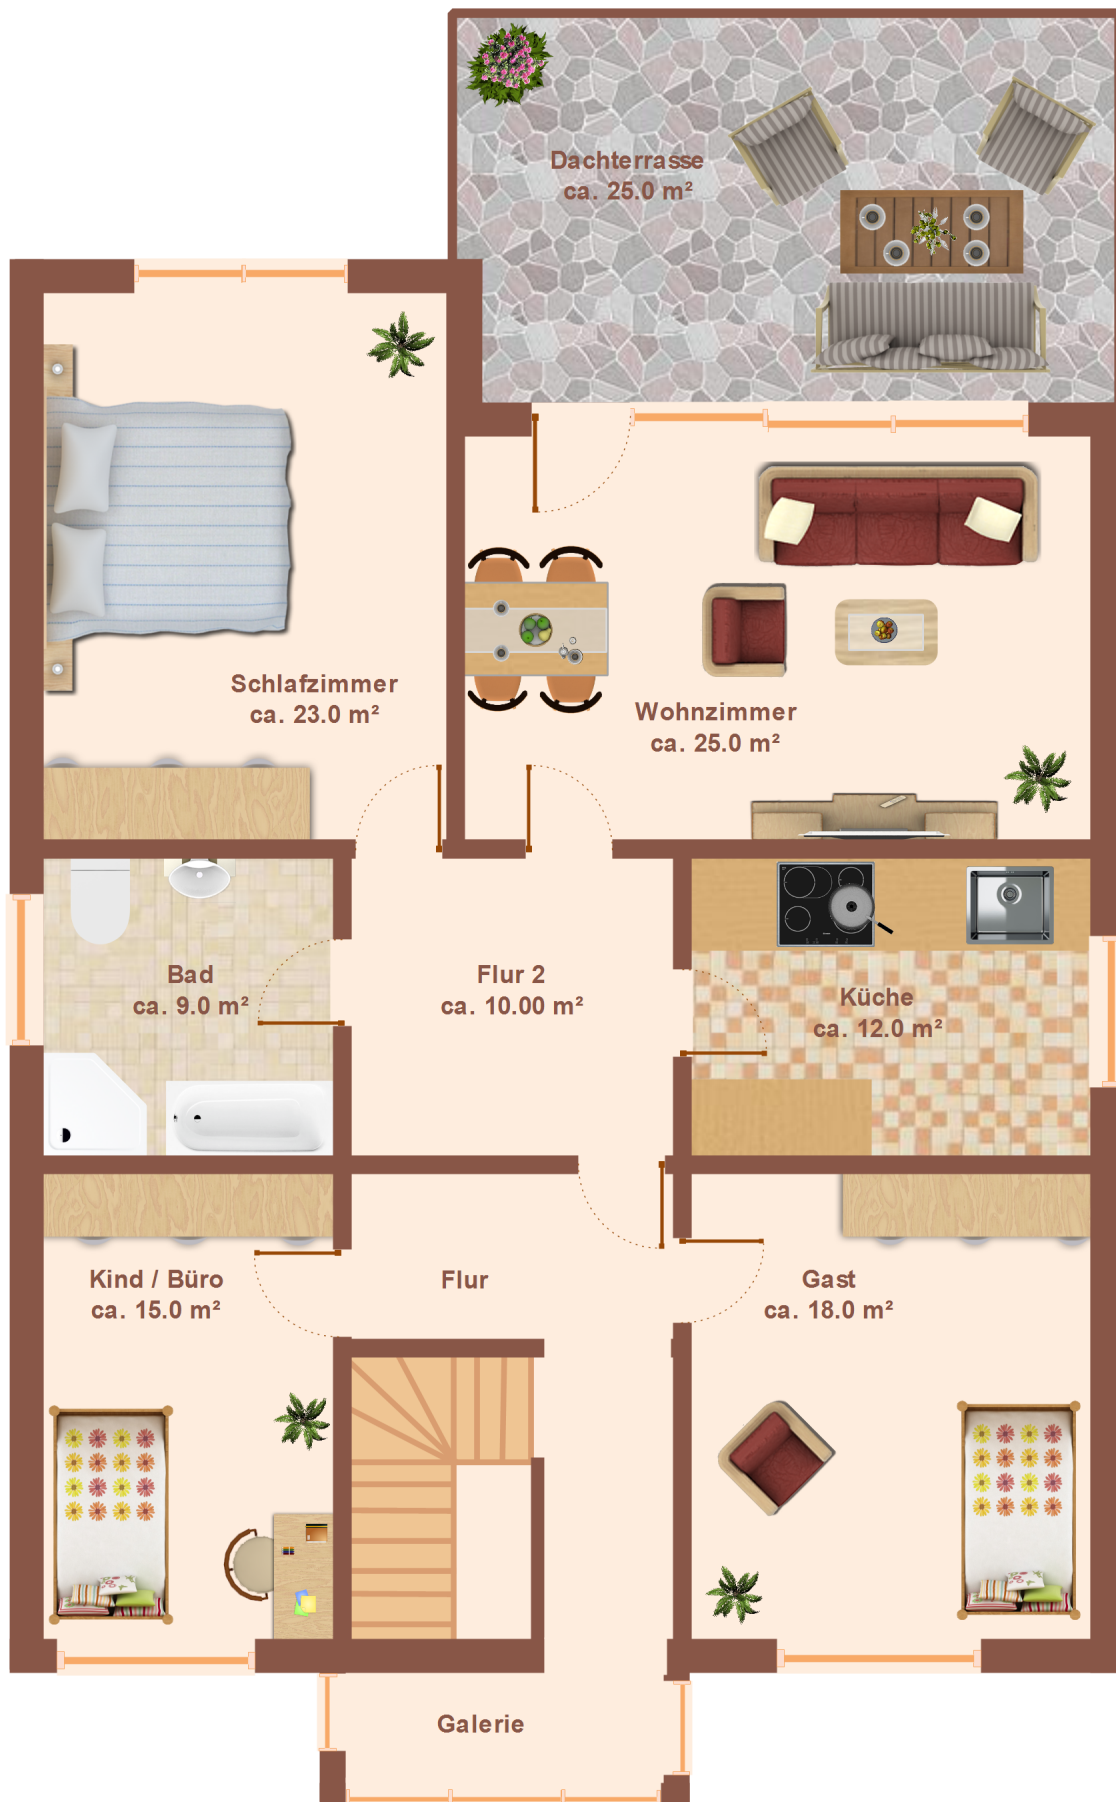 Dachterrasse
ca. 25.0 m²
Schlafzimmer
ca. 23.0 m²
Wohnzimmer
ca. 25.0 m²
Bad
ca. 9.0 m²
Flur 2
ca. 10.00 m²
Küche
ca. 12.0 m²
Kind / Büro
ca. 15.0 m²
Flur
Gast
ca. 18.0 m²
Galerie